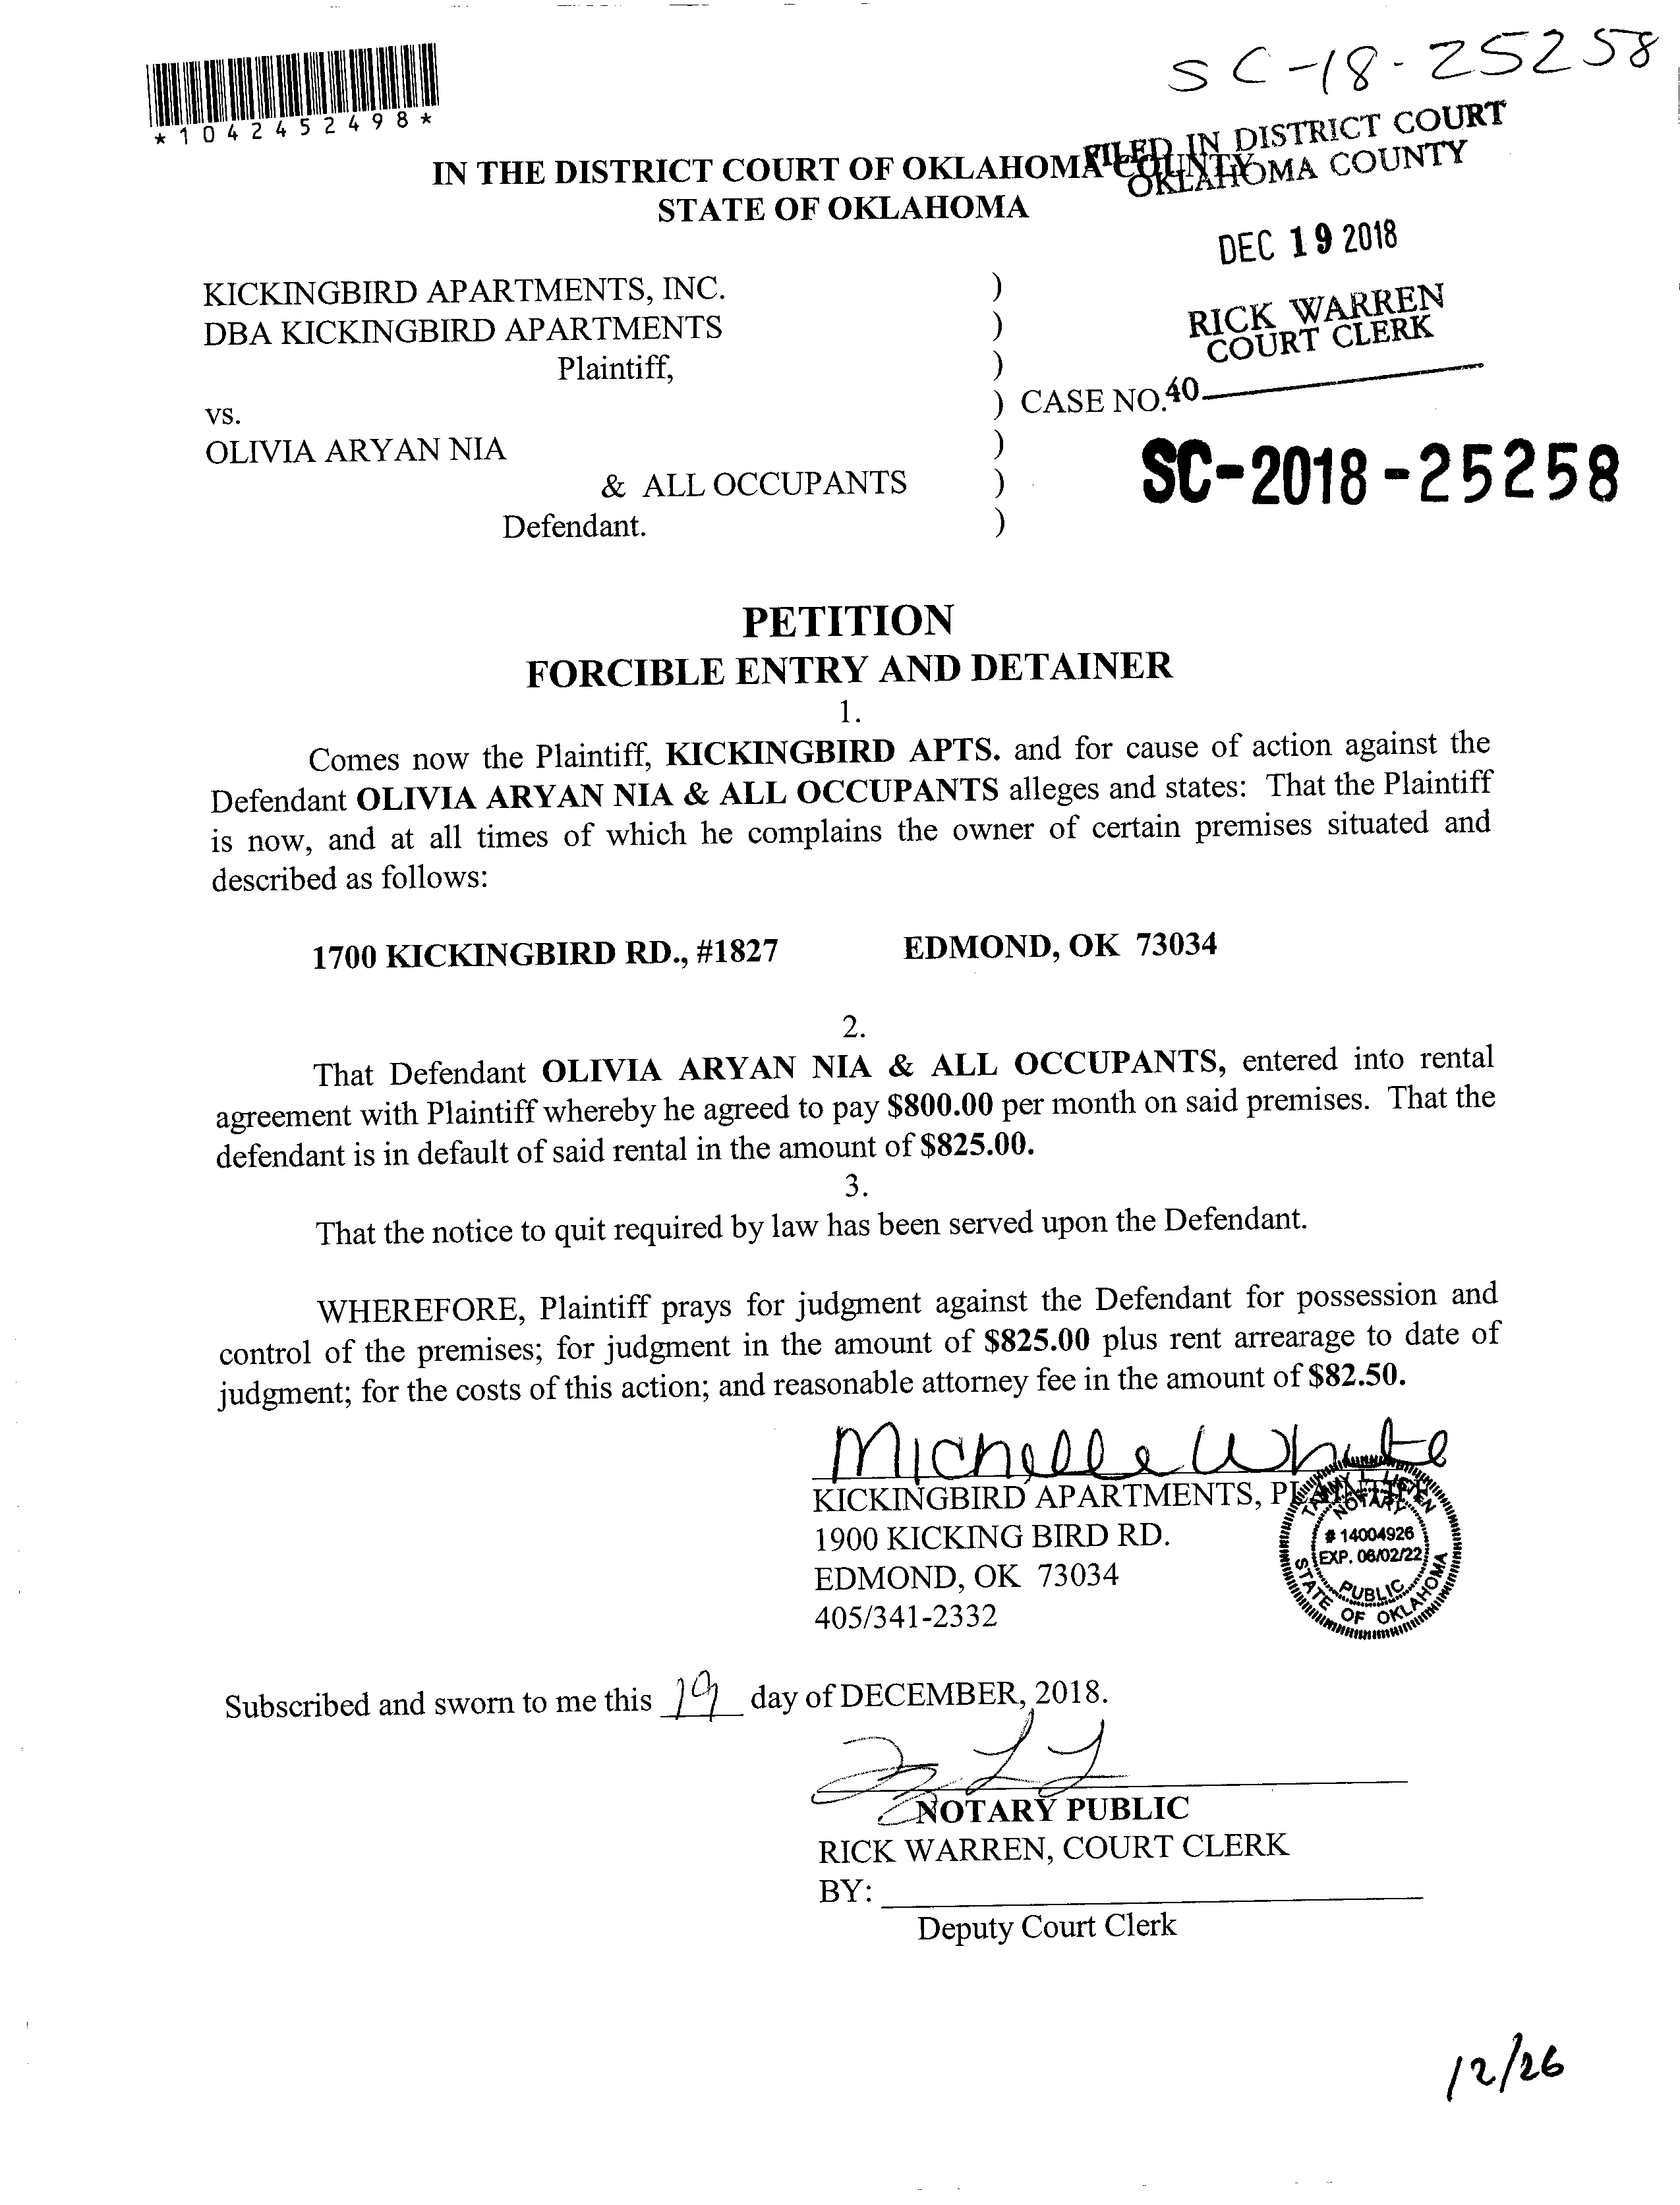 SC-18-25258
*1042452498*
FILED IN DISTRICT COURT
OKLAHOMA COUNTY
IN THE DISTRICT COURT OF OKLAHOMA COUNTY
STATE OF OKLAHOMA
DEC 19 2018
RICK WARREN
COURT CLERK
KICKINGBIRD APARTMENTS, INC. )
DBA KICKINGBIRD APARTMENTS )
Plaintiff, )
vs. ) CASE NO. 40
OLIVIA ARYAN NIA )
& ALL OCCUPANTS ) SC-2018-25258
Defendant. )
PETITION
FORCIBLE ENTRY AND DETAINER
1.
Comes now the Plaintiff, KICKINGBIRD APTS. and for cause of action against the
Defendant OLIVIA ARYAN NIA & ALL OCCUPANTS alleges and states: That the Plaintiff
is now, and at all times of which he complains the owner of certain premises situated and
described as follows:
1700 KICKINGBIRD RD., #1827 EDMOND, OK 73034
2.
That Defendant OLIVIA ARYAN NIA & ALL OCCUPANTS, entered into rental
agreement with Plaintiff whereby he agreed to pay $800.00 per month on said premises. That the
defendant is in default of said rental in the amount of $825.00.
3.
That the notice to quit required by law has been served upon the Defendant.
WHEREFORE, Plaintiff prays for judgment against the Defendant for possession and
control of the premises; for judgment in the amount of $825.00 plus rent arrearage to date of
judgment; for the costs of this action; and reasonable attorney fee in the amount of $82.50.
Michelle White
KICKINGBIRD APARTMENTS, PLAINTIFF
1900 KICKING BIRD RD.
EDMOND, OK 73034
405/341-2332
TAMMY L. LISTEN
NOTARY
# 14004926
EXP. 06/02/22
PUBLIC
STATE OF OKLAHOMA
Subscribed and sworn to me this 19 day of DECEMBER, 2018.
NOTARY PUBLIC
RICK WARREN, COURT CLERK
BY:
Deputy Court Clerk
12/26